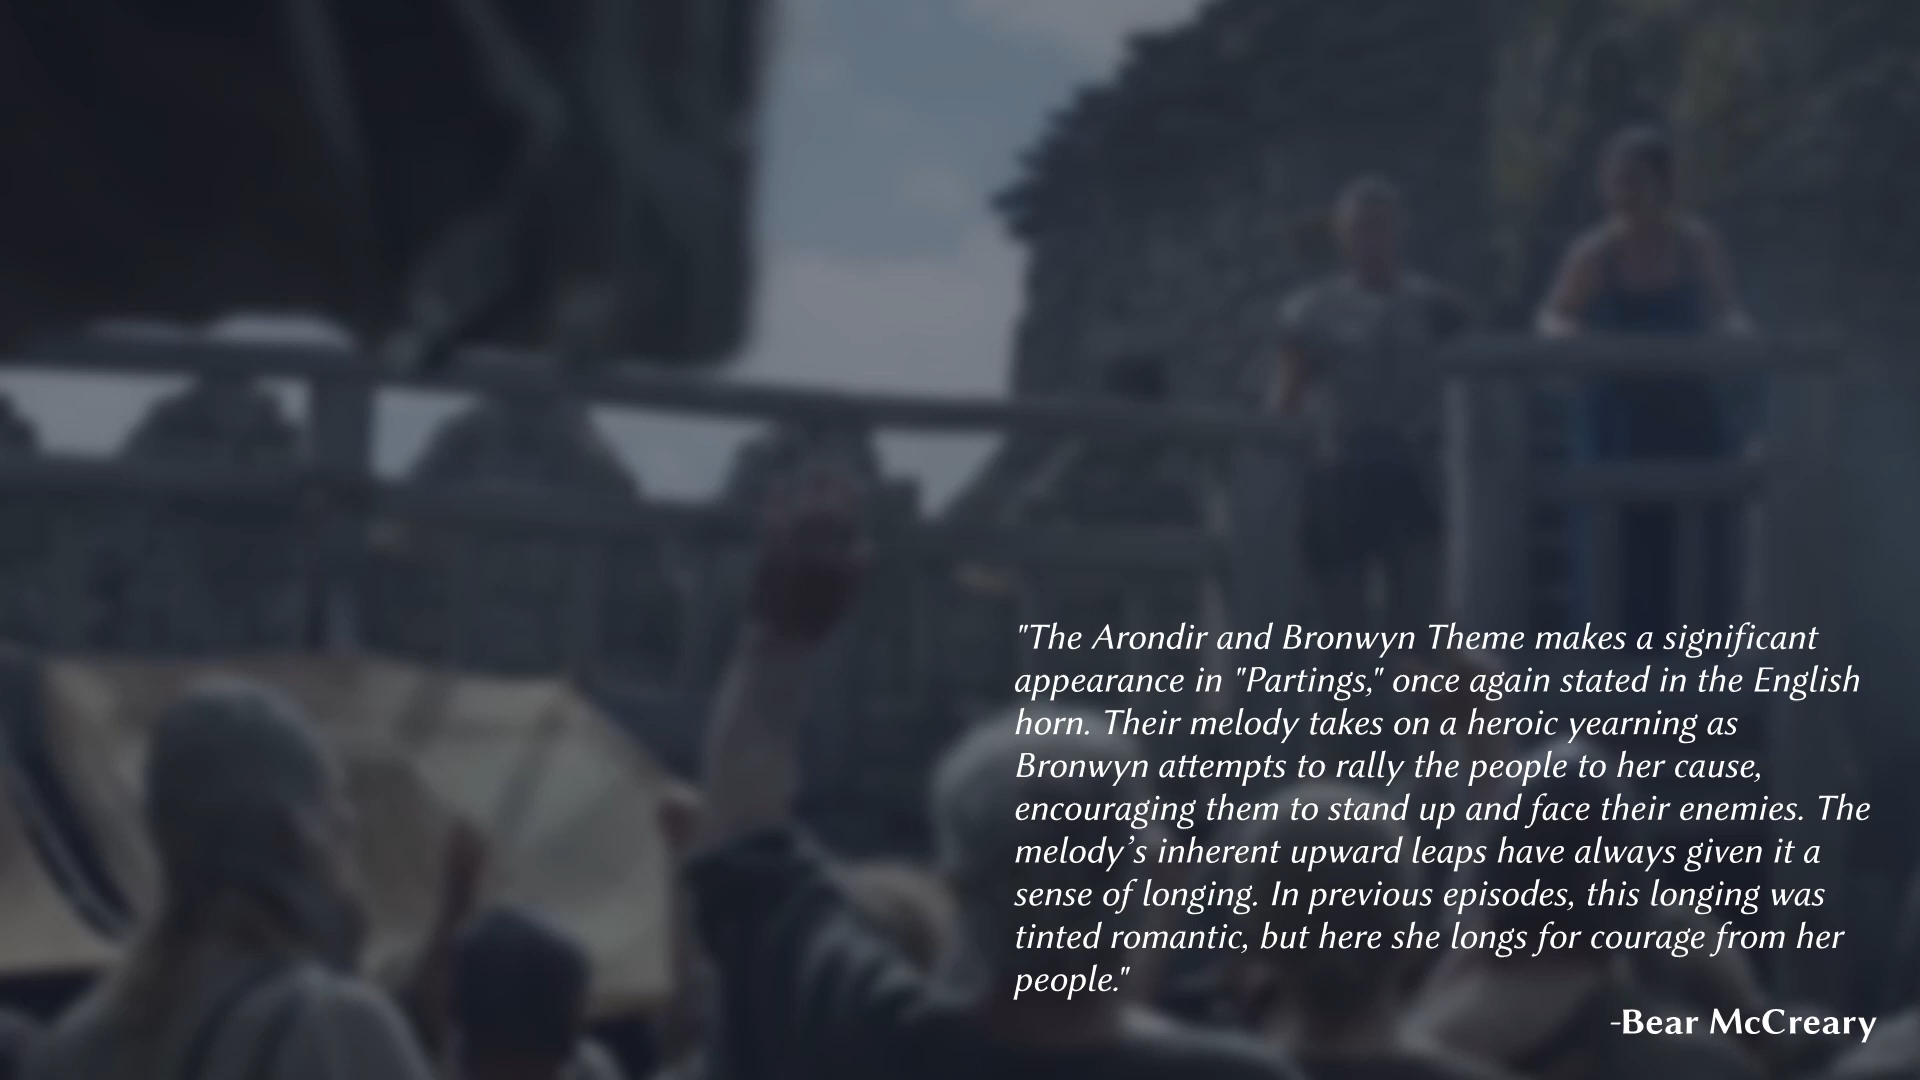 "The Arondir and Bronwyn Theme makes a significant
appearance in "Partings," once again stated in the English
horn. Their melody takes on a heroic yearning as
Bronwyn attempts to rally the people to her cause,
encouraging them to stand up and face their enemies. The
melody’s inherent upward leaps have always given it a
sense of longing. In previous episodes, this longing was
tinted romantic, but here she longs for courage from her
people."
-Bear McCreary